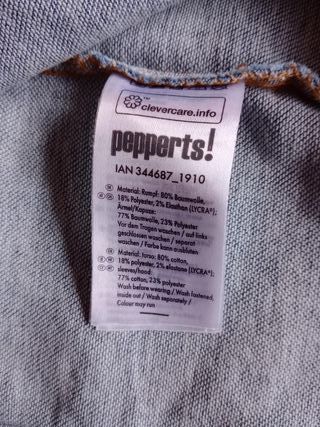 ™
clevercare.info
pepperts!
IAN 344687_1910
Material: Rumpf: 80% Baumwolle,
18% Polyester, 2% Elasthan (LYCRA®);
Ärmel/Kapuze:
77% Baumwolle, 23% Polyester
Vor dem Tragen waschen / auf links
geschlossen waschen / separat
waschen / Farbe kann ausbluten
Material: torso: 80% cotton,
18% polyester, 2% elastane (LYCRA®);
sleeves/hood:
77% cotton, 23% polyester
Wash before wearing / Wash fastened,
inside out / Wash separately /
Colour may run